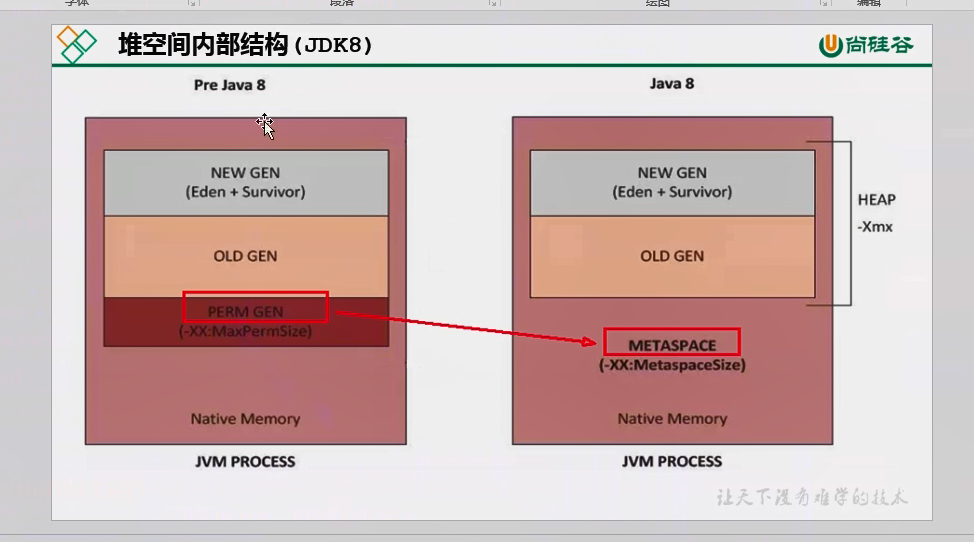 字体
段落
绘图
编辑
堆空间内部结构(JDK8)
尚硅谷
Pre Java 8
Java 8
NEW GEN
(Eden + Survivor)
OLD GEN
PERM GEN
(-XX:MaxPermSize)
Native Memory
JVM PROCESS
NEW GEN
(Eden + Survivor)
OLD GEN
HEAP
-Xmx
METASPACE
(-XX:MetaspaceSize)
Native Memory
JVM PROCESS
让天下没有难学的技术